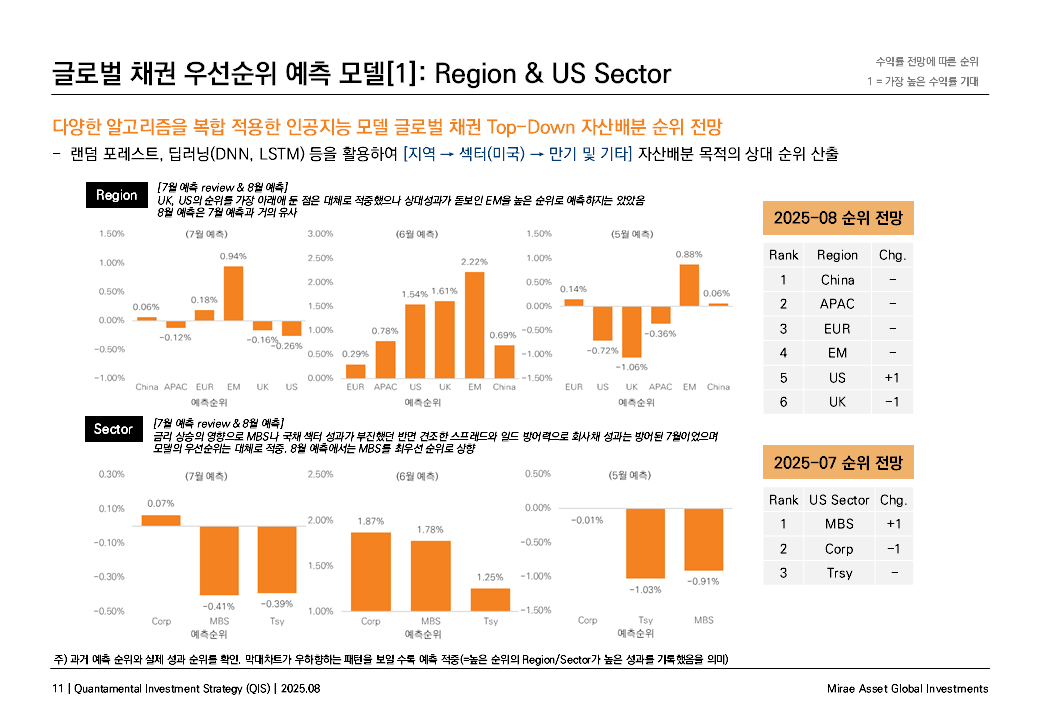 글로벌 채권 우선순위 예측 모델[1]: Region & US Sector
수익률 전망에 따른 순위
1 = 가장 높은 수익률 기대
다양한 알고리즘을 복합 적용한 인공지능 모델 글로벌 채권 Top-Down 자산배분 순위 전망
- 랜덤 포레스트, 딥러닝(DNN, LSTM) 등을 활용하여 [지역 → 섹터(미국) → 만기 및 기타] 자산배분 목적의 상대 순위 산출
Region
[7월 예측 review & 8월 예측]
UK, US의 순위를 가장 아래에 둔 점은 대체로 적중했으나 상대성과가 돋보인 EM을 높은 순위로 예측하지는 않았음
8월 예측은 7월 예측과 거의 유사
(7월 예측)
1.50%
1.00%
0.50%
0.00%
-0.50%
-1.00%
0.06%
-0.12%
0.18%
0.94%
-0.16%
-0.26%
China APAC EUR EM UK US
예측순위
(6월 예측)
3.00%
2.50%
2.00%
1.50%
1.00%
0.50%
0.00%
0.29%
0.78%
1.54%
1.61%
2.22%
0.69%
EUR APAC US UK EM China
예측순위
(5월 예측)
1.50%
1.00%
0.50%
0.00%
-0.50%
-1.00%
-1.50%
0.14%
-0.72%
-1.06%
-0.36%
0.88%
0.06%
EUR US UK APAC EM China
예측순위
2025-08 순위 전망
Rank Region Chg.
1 China -
2 APAC -
3 EUR -
4 EM -
5 US +1
6 UK -1
Sector
[7월 예측 review & 8월 예측]
금리 상승의 영향으로 MBS나 국채 섹터 성과가 부진했던 반면 견조한 스프레드와 일드 방어력으로 회사채 성과는 방어된 7월이었으며
모델의 우선순위는 대체로 적중. 8월 예측에서는 MBS를 최우선 순위로 상향
(7월 예측)
0.30%
0.10%
-0.10%
-0.30%
-0.50%
0.07%
-0.41%
-0.39%
Corp MBS Tsy
예측순위
(6월 예측)
2.50%
2.00%
1.50%
1.00%
1.87%
1.78%
1.25%
Corp MBS Tsy
예측순위
(5월 예측)
0.50%
0.00%
-0.50%
-1.00%
-1.50%
-0.01%
-1.03%
-0.91%
Corp Tsy MBS
예측순위
2025-07 순위 전망
Rank US Sector Chg.
1 MBS +1
2 Corp -1
3 Trsy -
주) 과거 예측 순위와 실제 성과 순위를 확인. 막대차트가 우하향하는 패턴을 보일 수록 예측 적중(=높은 순위의 Region/Sector가 높은 성과를 기록했음을 의미)
11 | Quantamental Investment Strategy (QIS) | 2025.08
Mirae Asset Global Investments